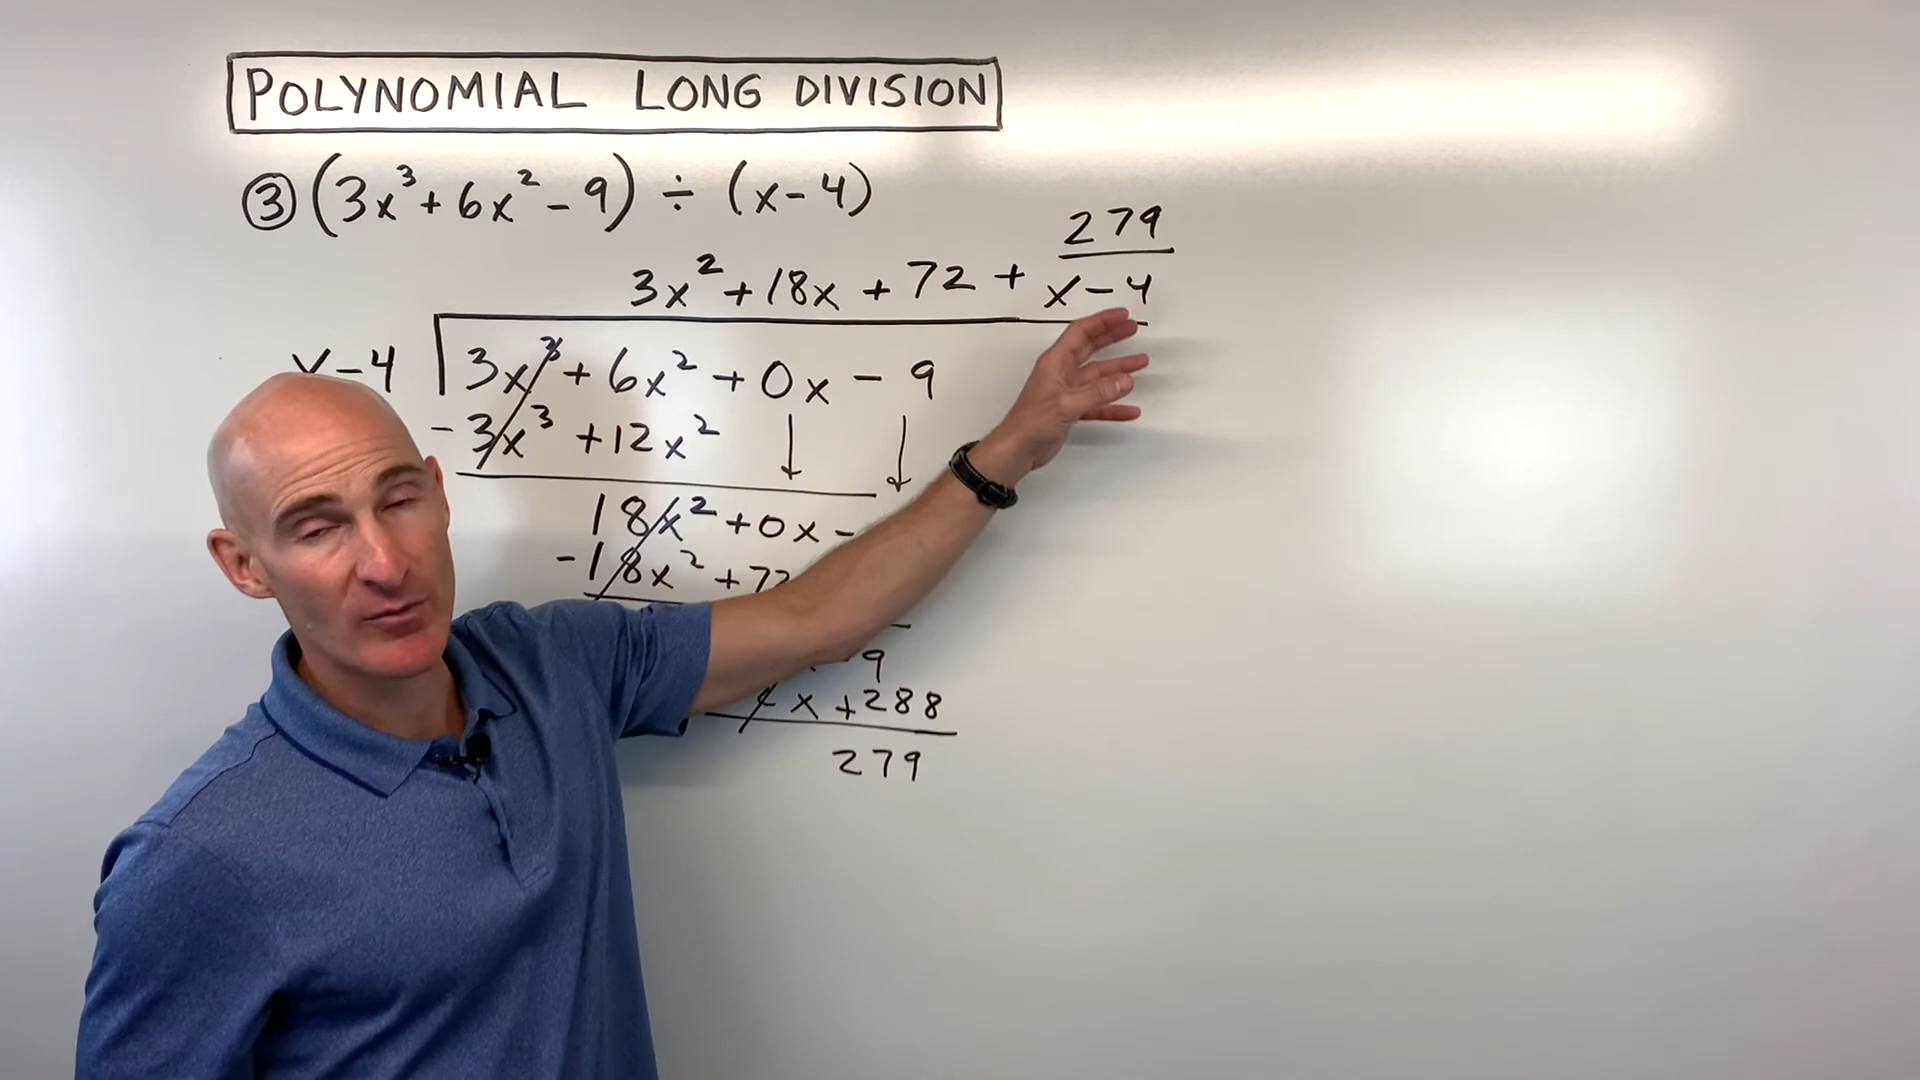 POLYNOMIAL LONG DIVISION
③ (3x³ + 6x² - 9) ÷ (x - 4)
279
3x² + 18x + 72 + x - 4
x - 4 3x³ + 6x² + 0x - 9
- 3x³ + 12x²
18x² + 0x -
- 18x² + 72
- 9
x + 288
279